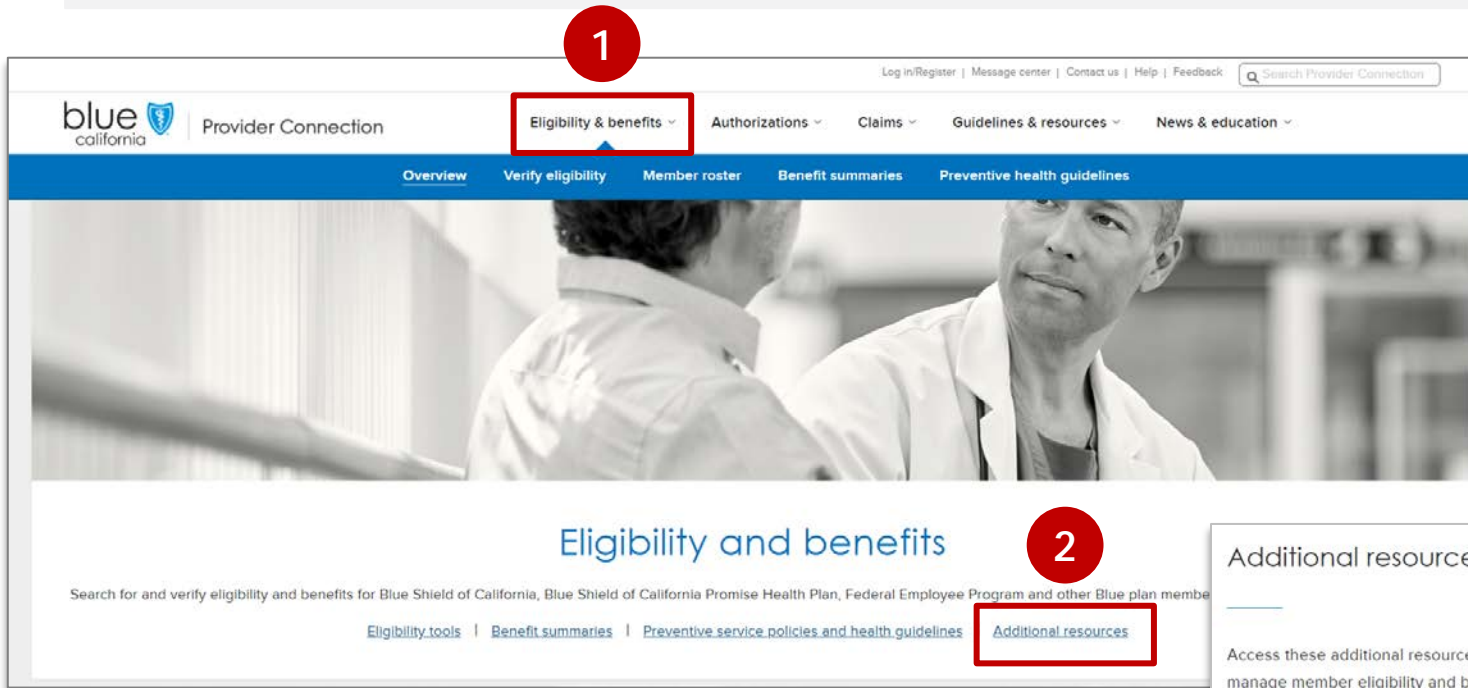 1
Log in/Register | Message center | Contact us | Help | Feedback Search Provider Connection
blue
california
Provider Connection
Eligibility & benefits Authorizations Claims Guidelines & resources News & education
Overview Verify eligibility Member roster Benefit summaries Preventive health guidelines
Eligibility and benefits
2
Search for and verify eligibility and benefits for Blue Shield of California, Blue Shield of California Promise Health Plan, Federal Employee Program and other Blue plan membe
Eligibility tools | Benefit summaries | Preventive service policies and health guidelines Additional resources
Additional resource
Access these additional resource
manage member eligibility and b